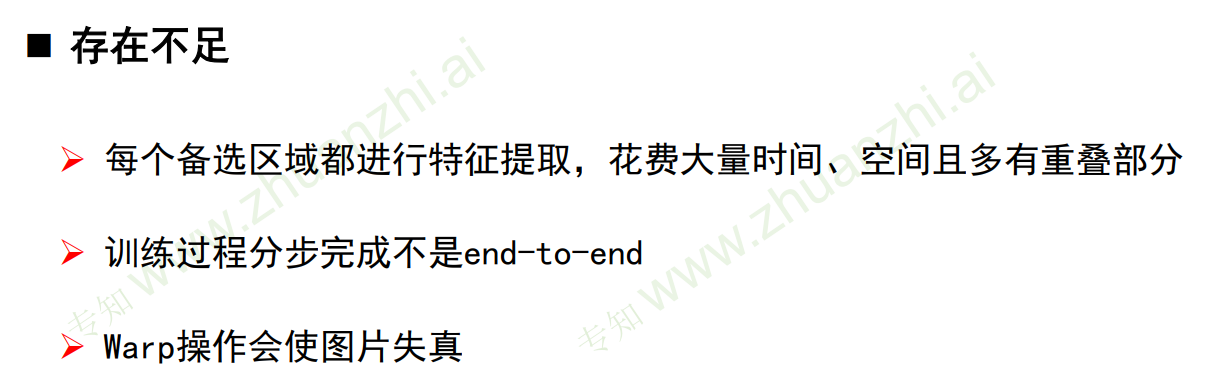 ■ 存在不足
➢ 每个备选区域都进行特征提取，花费大量时间、空间且多有重叠部分
➢ 训练过程分步完成不是end-to-end
➢ Warp操作会使图片失真
专知 www.zhuanzhi.ai
专知 www.zhuanzhi.ai